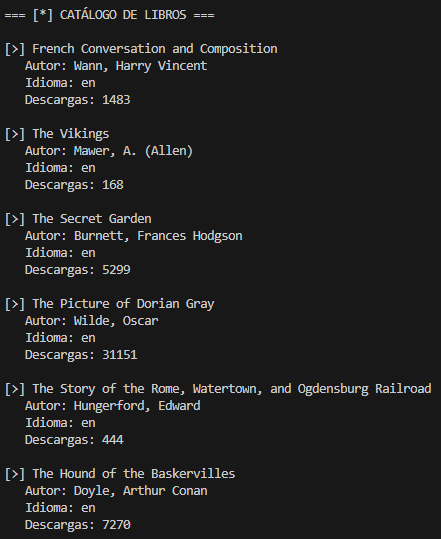 === [*] CATÁLOGO DE LIBROS ===
[>] French Conversation and Composition
Autor: Wann, Harry Vincent
Idioma: en
Descargas: 1483
[>] The Vikings
Autor: Mawer, A. (Allen)
Idioma: en
Descargas: 168
[>] The Secret Garden
Autor: Burnett, Frances Hodgson
Idioma: en
Descargas: 5299
[>] The Picture of Dorian Gray
Autor: Wilde, Oscar
Idioma: en
Descargas: 31151
[>] The Story of the Rome, Watertown, and Ogdensburg Railroad
Autor: Hungerford, Edward
Idioma: en
Descargas: 444
[>] The Hound of the Baskervilles
Autor: Doyle, Arthur Conan
Idioma: en
Descargas: 7270